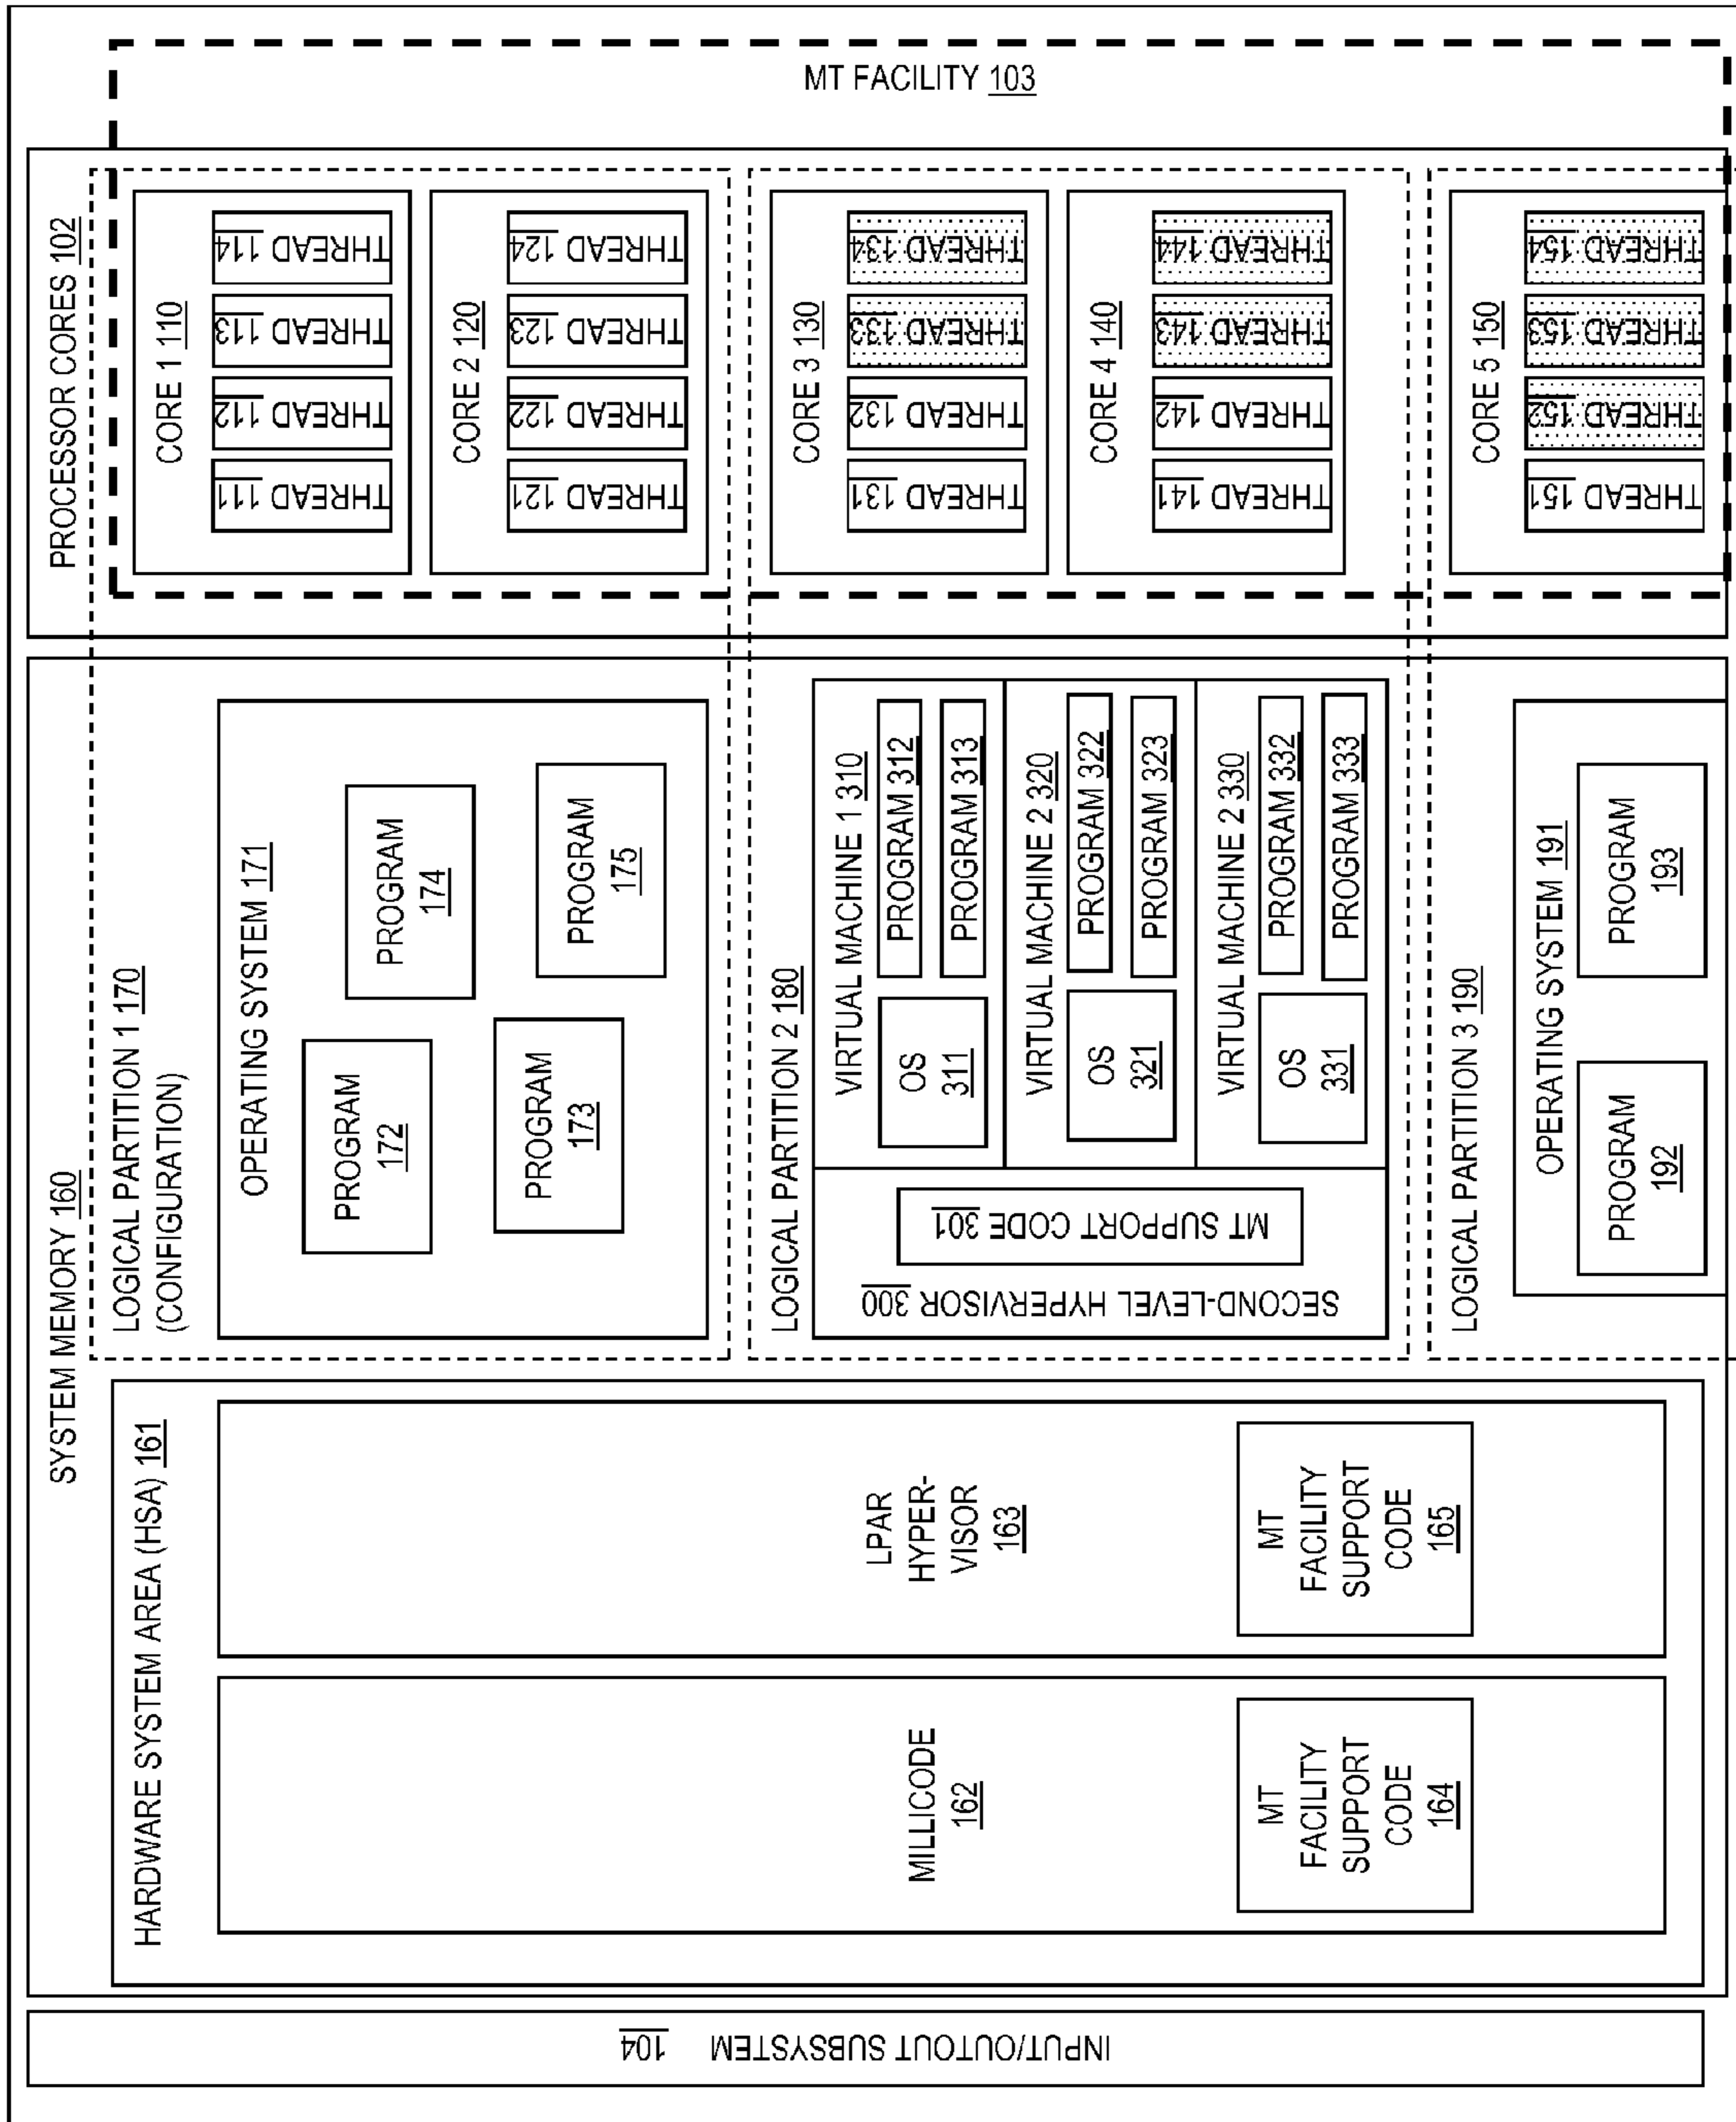 PROCESSOR CORES 102
MT FACILITY 103
CORE 1 110
THREAD 111
THREAD 112
THREAD 113
THREAD 114
CORE 2 120
THREAD 121
THREAD 122
THREAD 123
THREAD 124
CORE 3 130
THREAD 131
THREAD 132
THREAD 133
THREAD 134
CORE 4 140
THREAD 141
THREAD 142
THREAD 143
THREAD 144
CORE 5 150
THREAD 151
THREAD 152
THREAD 153
THREAD 154
SYSTEM MEMORY 160
LOGICAL PARTITION 1 170
(CONFIGURATION)
OPERATING SYSTEM 171
PROGRAM
172
PROGRAM
174
PROGRAM
173
PROGRAM
175
LOGICAL PARTITION 2 180
SECOND-LEVEL HYPERVISOR 300
MT SUPPORT CODE 301
VIRTUAL MACHINE 1 310
OS
311
PROGRAM 312
PROGRAM 313
VIRTUAL MACHINE 2 320
OS
321
PROGRAM 322
PROGRAM 323
VIRTUAL MACHINE 2 330
OS
331
PROGRAM 332
PROGRAM 333
LOGICAL PARTITION 3 190
OPERATING SYSTEM 191
PROGRAM
192
PROGRAM
193
HARDWARE SYSTEM AREA (HSA) 161
LPAR
HYPER-
VISOR
163
MT
FACILITY
SUPPORT
CODE
165
MILLICODE
162
MT
FACILITY
SUPPORT
CODE
164
INPUT/OUTOUT SUBSYSTEM 104